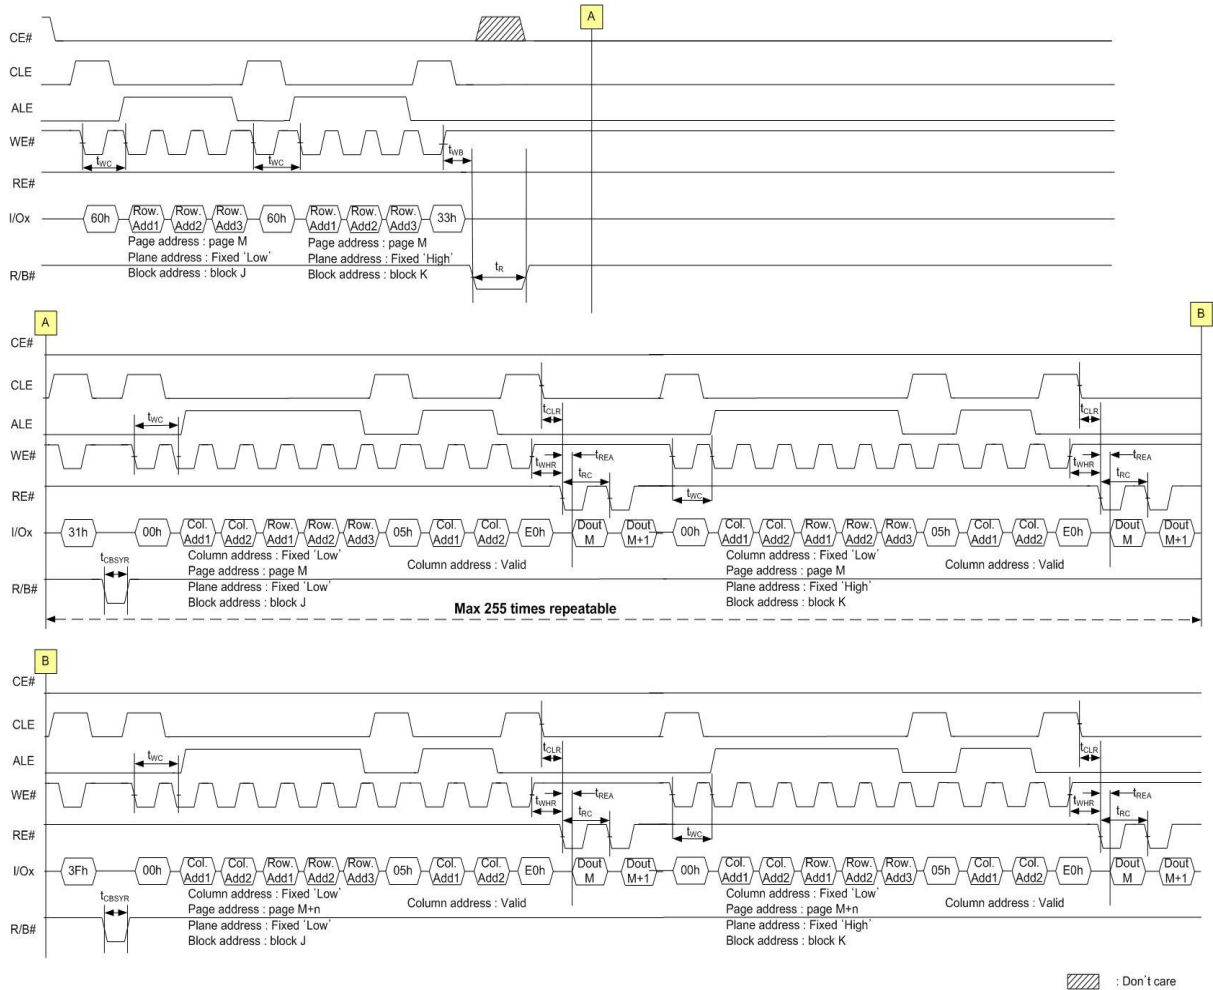 A
CE#
CLE
ALE
WE#
tWC
tWC
tWB
RE#
I/Ox
60h
Row. Add1
Row. Add2
Row. Add3
60h
Row. Add1
Row. Add2
Row. Add3
33h
Page address : page M
Plane address : Fixed 'Low'
Block address : block J
Page address : page M
Plane address : Fixed 'High'
Block address : block K
R/B#
tR
A
B
CE#
CLE
tCLR
tCLR
ALE
tWC
WE#
tWHR
tREA
tWHR
tREA
RE#
tRC
tWC
tRC
I/Ox
31h
00h
Col. Add1
Col. Add2
Row. Add1
Row. Add2
Row. Add3
05h
Col. Add1
Col. Add2
E0h
Dout M
Dout M+1
00h
Col. Add1
Col. Add2
Row. Add1
Row. Add2
Row. Add3
05h
Col. Add1
Col. Add2
E0h
Dout M
Dout M+1
R/B#
tCBSYR
Column address : Fixed 'Low'
Page address : page M
Plane address : Fixed 'Low'
Block address : block J
Column address : Valid
Column address : Fixed 'Low'
Page address : page M
Plane address : Fixed 'High'
Block address : block K
Column address : Valid
Max 255 times repeatable
B
CE#
CLE
tCLR
tCLR
ALE
tWC
WE#
tWHR
tREA
tWHR
tREA
RE#
tRC
tWC
tRC
I/Ox
3Fh
00h
Col. Add1
Col. Add2
Row. Add1
Row. Add2
Row. Add3
05h
Col. Add1
Col. Add2
E0h
Dout M
Dout M+1
00h
Col. Add1
Col. Add2
Row. Add1
Row. Add2
Row. Add3
05h
Col. Add1
Col. Add2
E0h
Dout M
Dout M+1
R/B#
tCBSYR
Column address : Fixed 'Low'
Page address : page M+n
Plane address : Fixed 'Low'
Block address : block J
Column address : Valid
Column address : Fixed 'Low'
Page address : page M+n
Plane address : Fixed 'High'
Block address : block K
Column address : Valid
: Don't care